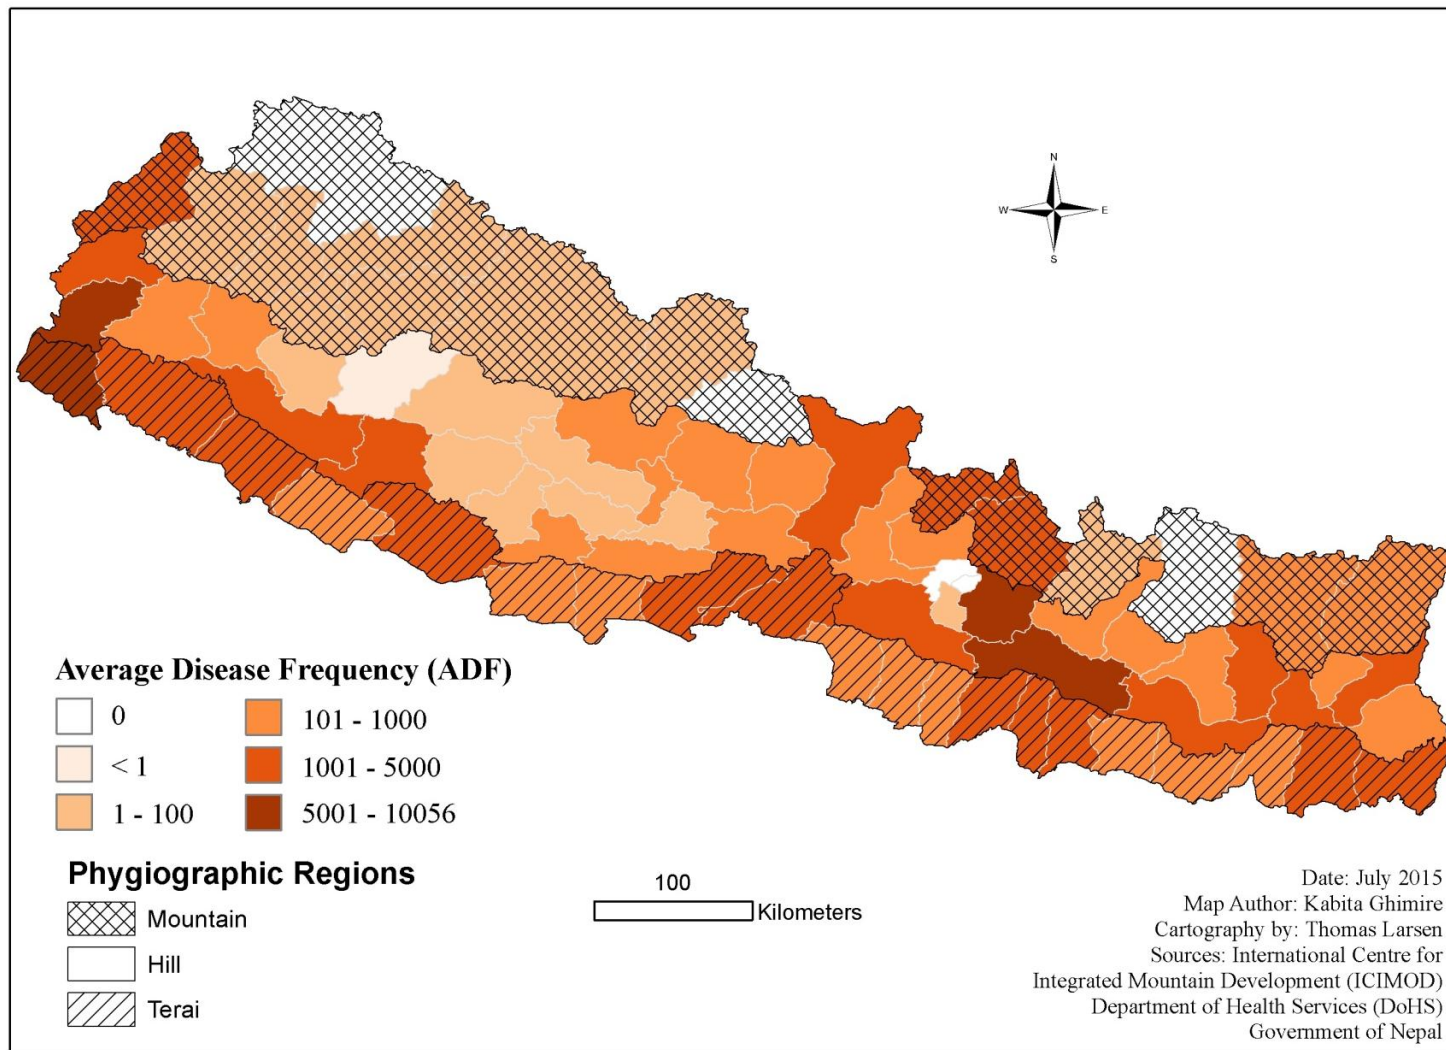 N
W E
S
Average Disease Frequency (ADF)
0
101 - 1000
< 1
1001 - 5000
1 - 100
5001 - 10056
Phygiographic Regions
Mountain
Hill
Terai
100
Kilometers
Date: July 2015
Map Author: Kabita Ghimire
Cartography by: Thomas Larsen
Sources: International Centre for
Integrated Mountain Development (ICIMOD)
Department of Health Services (DoHS)
Government of Nepal